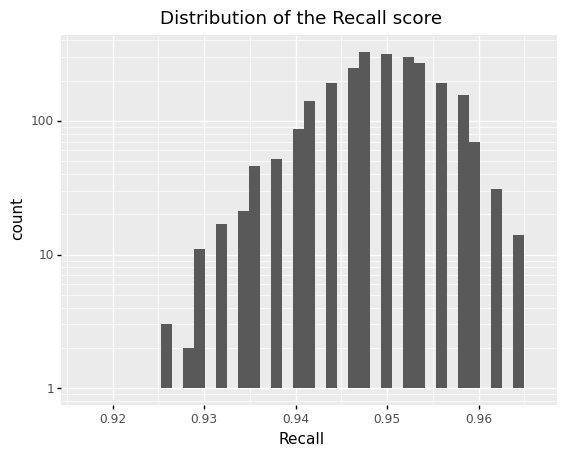 Distribution of the Recall score
count
100
10
1
0.92 0.93 0.94 0.95 0.96
Recall